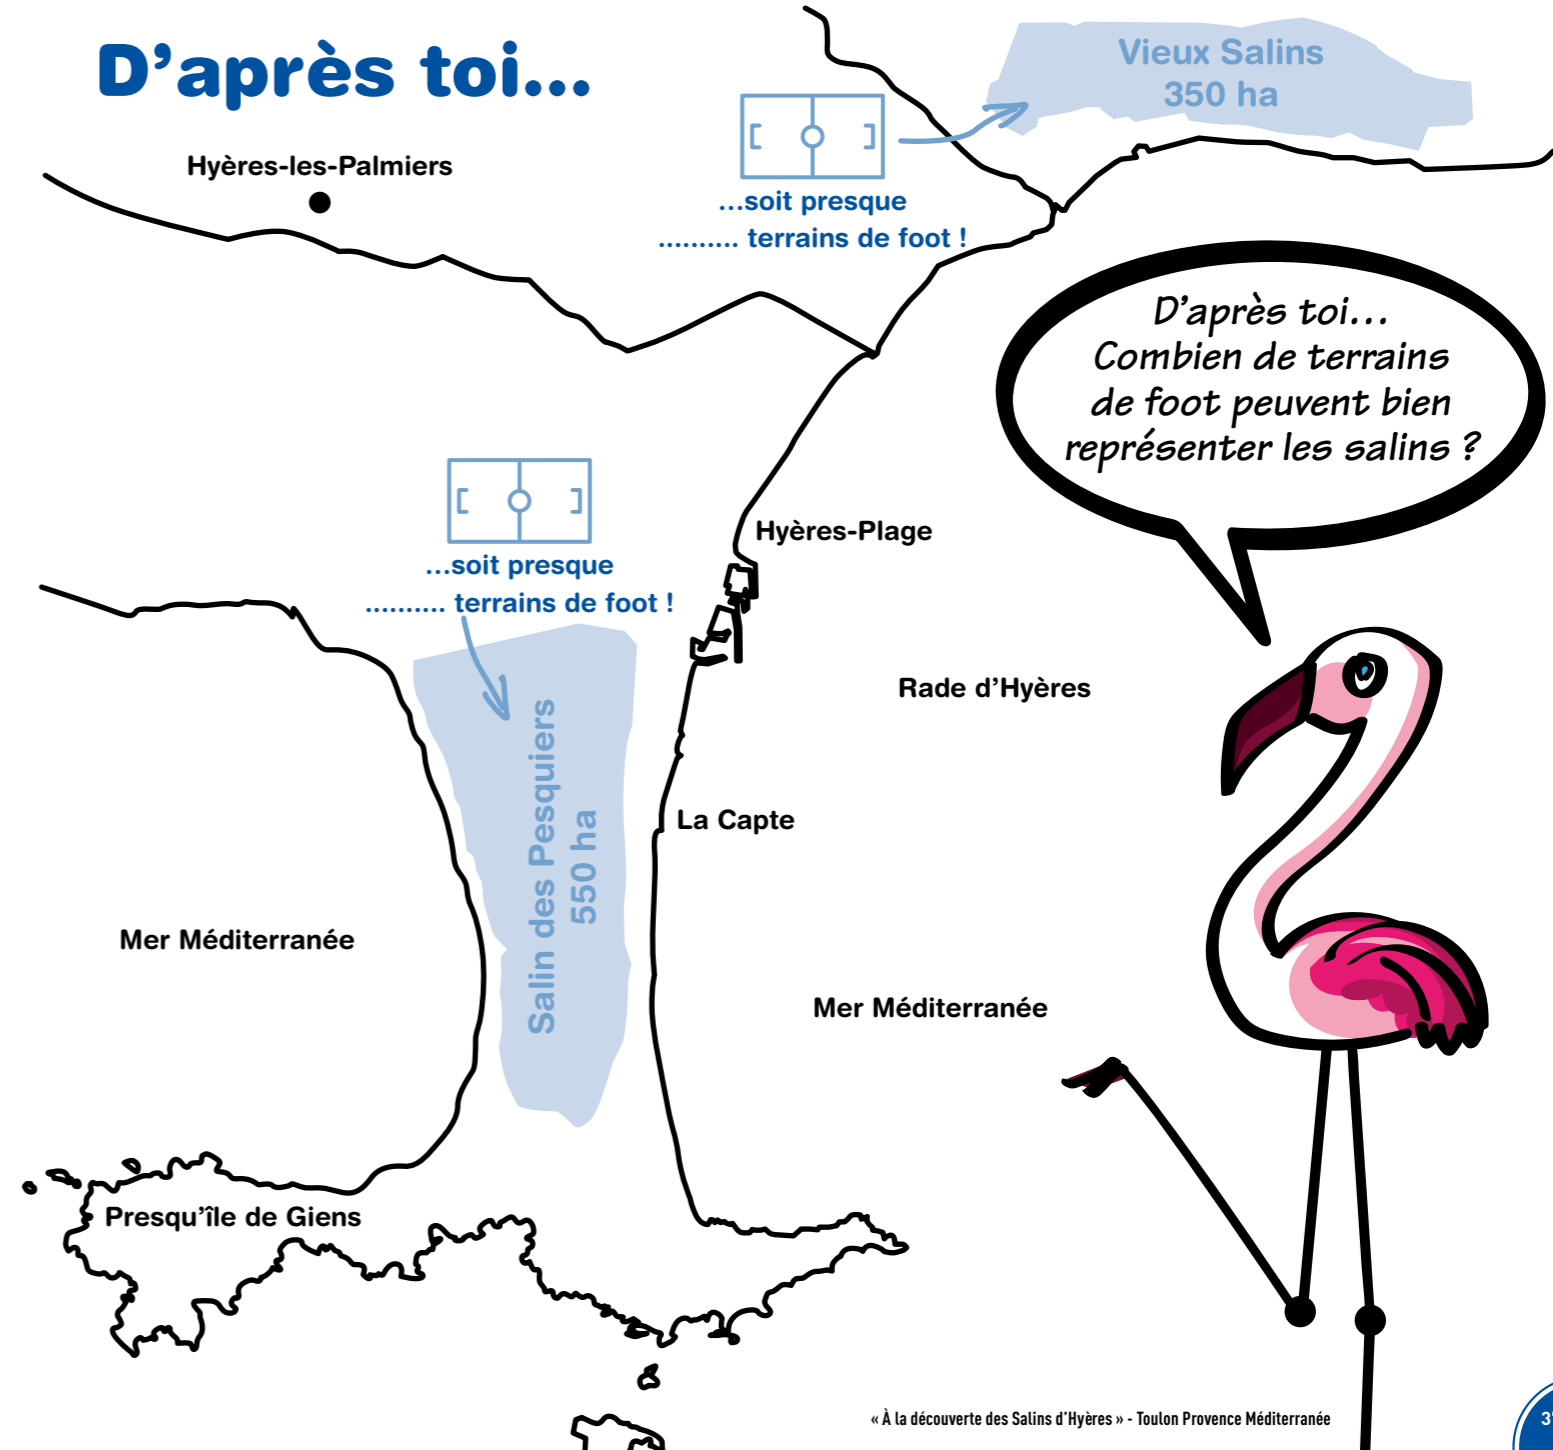 D'après toi...
Vieux Salins
350 ha
Hyères-les-Palmiers
...soit presque
.......... terrains de foot !
D'après toi...
Combien de terrains
de foot peuvent bien
représenter les salins ?
Hyères-Plage
...soit presque
.......... terrains de foot !
Rade d'Hyères
Salin des Pesquiers
550 ha
La Capte
Mer Méditerranée
Mer Méditerranée
Presqu'île de Giens
« À la découverte des Salins d'Hyères » - Toulon Provence Méditerranée